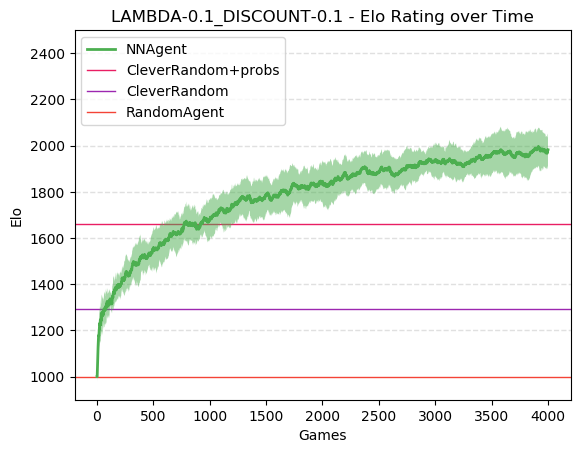 LAMBDA-0.1_DISCOUNT-0.1 - Elo Rating over Time
NNAgent
CleverRandom+probs
CleverRandom
RandomAgent
2400
2200
2000
1800
1600
1400
1200
1000
Elo
0 500 1000 1500 2000 2500 3000 3500 4000
Games